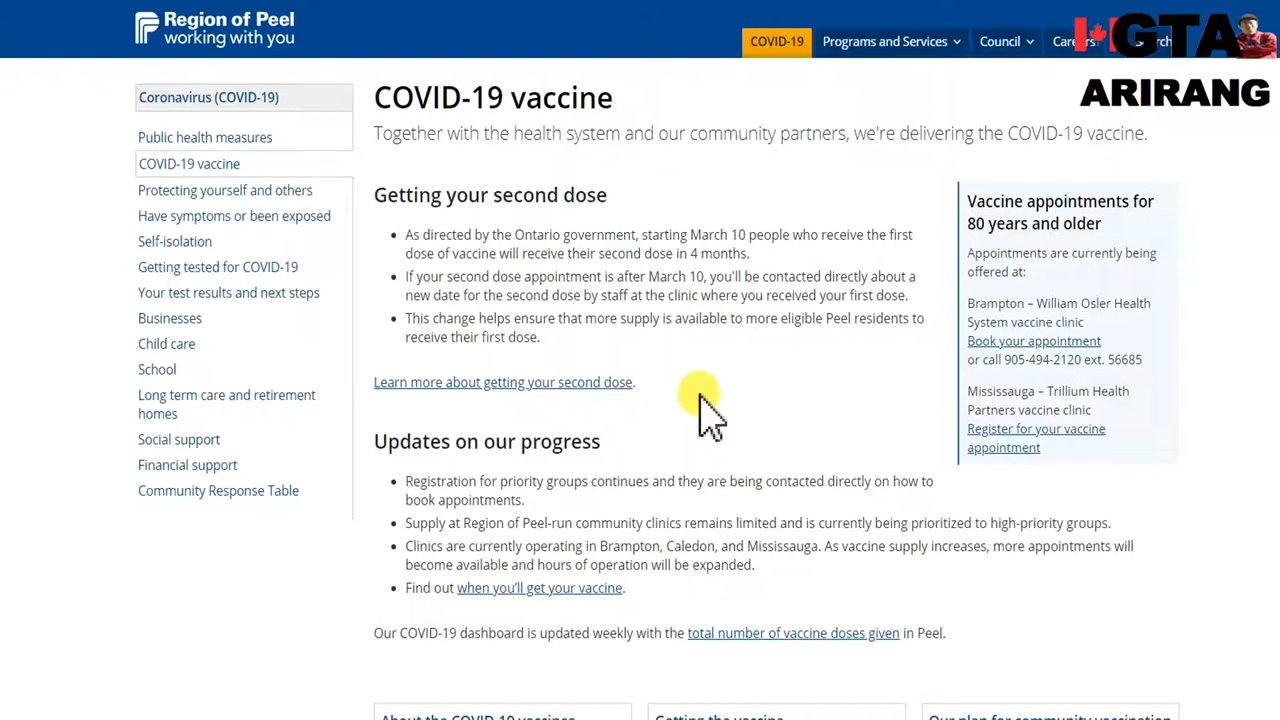 Region of Peel
working with you
COVID-19
Programs and Services
Council
GTA
ARIRANG
Coronavirus (COVID-19)
Public health measures
COVID-19 vaccine
Protecting yourself and others
Have symptoms or been exposed
Self-isolation
Getting tested for COVID-19
Your test results and next steps
Businesses
Child care
School
Long term care and retirement
homes
Social support
Financial support
Community Response Table
COVID-19 vaccine
Together with the health system and our community partners, we're delivering the COVID-19 vaccine.
Getting your second dose
• As directed by the Ontario government, starting March 10 people who receive the first
dose of vaccine will receive their second dose in 4 months.
• If your second dose appointment is after March 10, you'll be contacted directly about a
new date for the second dose by staff at the clinic where you received your first dose.
• This change helps ensure that more supply is available to more eligible Peel residents to
receive their first dose.
Learn more about getting your second dose.
Updates on our progress
• Registration for priority groups continues and they are being contacted directly on how to
book appointments.
• Supply at Region of Peel-run community clinics remains limited and is currently being prioritized to high-priority groups.
• Clinics are currently operating in Brampton, Caledon, and Mississauga. As vaccine supply increases, more appointments will
become available and hours of operation will be expanded.
• Find out when you'll get your vaccine.
Our COVID-19 dashboard is updated weekly with the total number of vaccine doses given in Peel.
Vaccine appointments for
80 years and older
Appointments are currently being
offered at:
Brampton – William Osler Health
System vaccine clinic
Book your appointment
or call 905-494-2120 ext. 56685
Mississauga – Trillium Health
Partners vaccine clinic
Register for your vaccine
appointment
About the COVID-19 vaccines
Getting the vaccine
Our plan for community vaccination